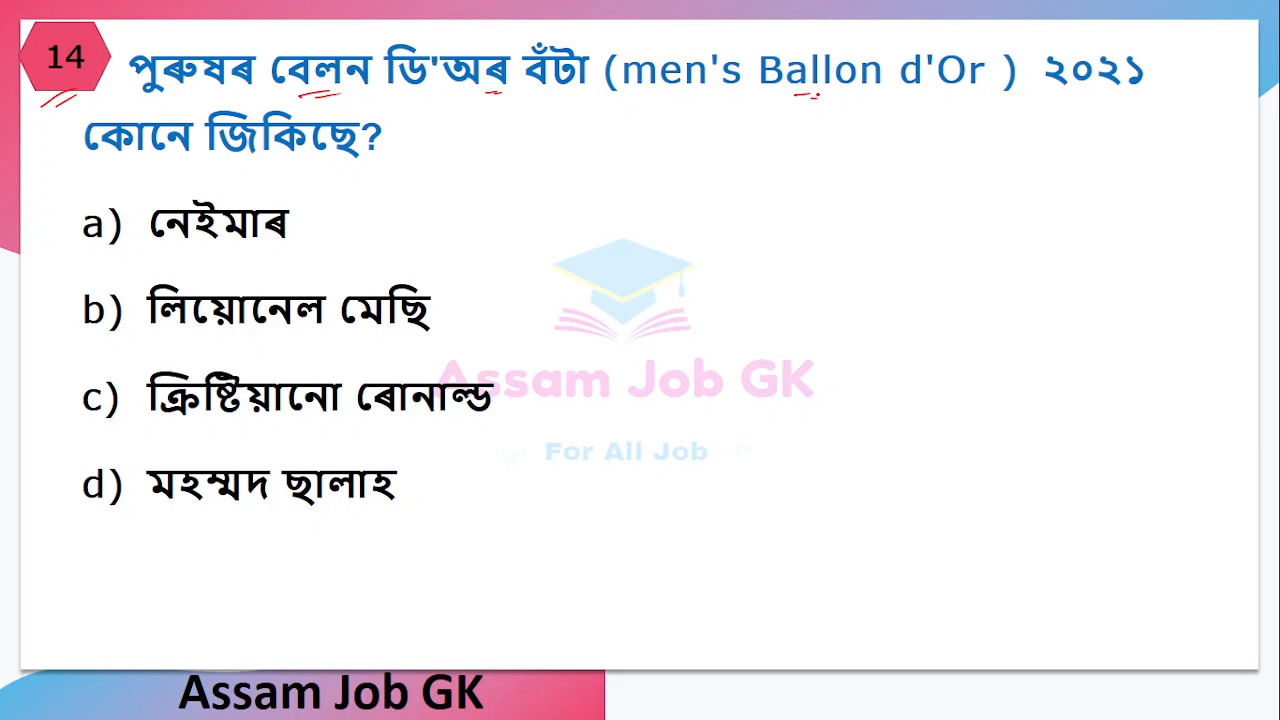 14
পুৰুষৰ বেলন ডি'অৰ বঁটা (men's Ballon d'Or ) ২০২১
কোনে জিকিছে?
a) নেইমাৰ
b) লিয়োনেল মেছি
c) ক্ৰিষ্টিয়ানো ৰোনাল্ড
d) মহম্মদ ছালাহ
Assam Job GK
For All Job
Assam Job GK